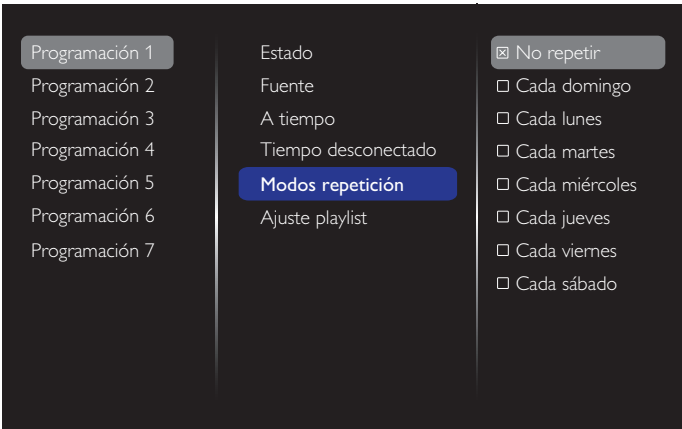 Programación 1
Programación 2
Programación 3
Programación 4
Programación 5
Programación 6
Programación 7
Estado
Fuente
A tiempo
Tiempo desconectado
Modos repetición
Ajuste playlist
No repetir
Cada domingo
Cada lunes
Cada martes
Cada miércoles
Cada jueves
Cada viernes
Cada sábado